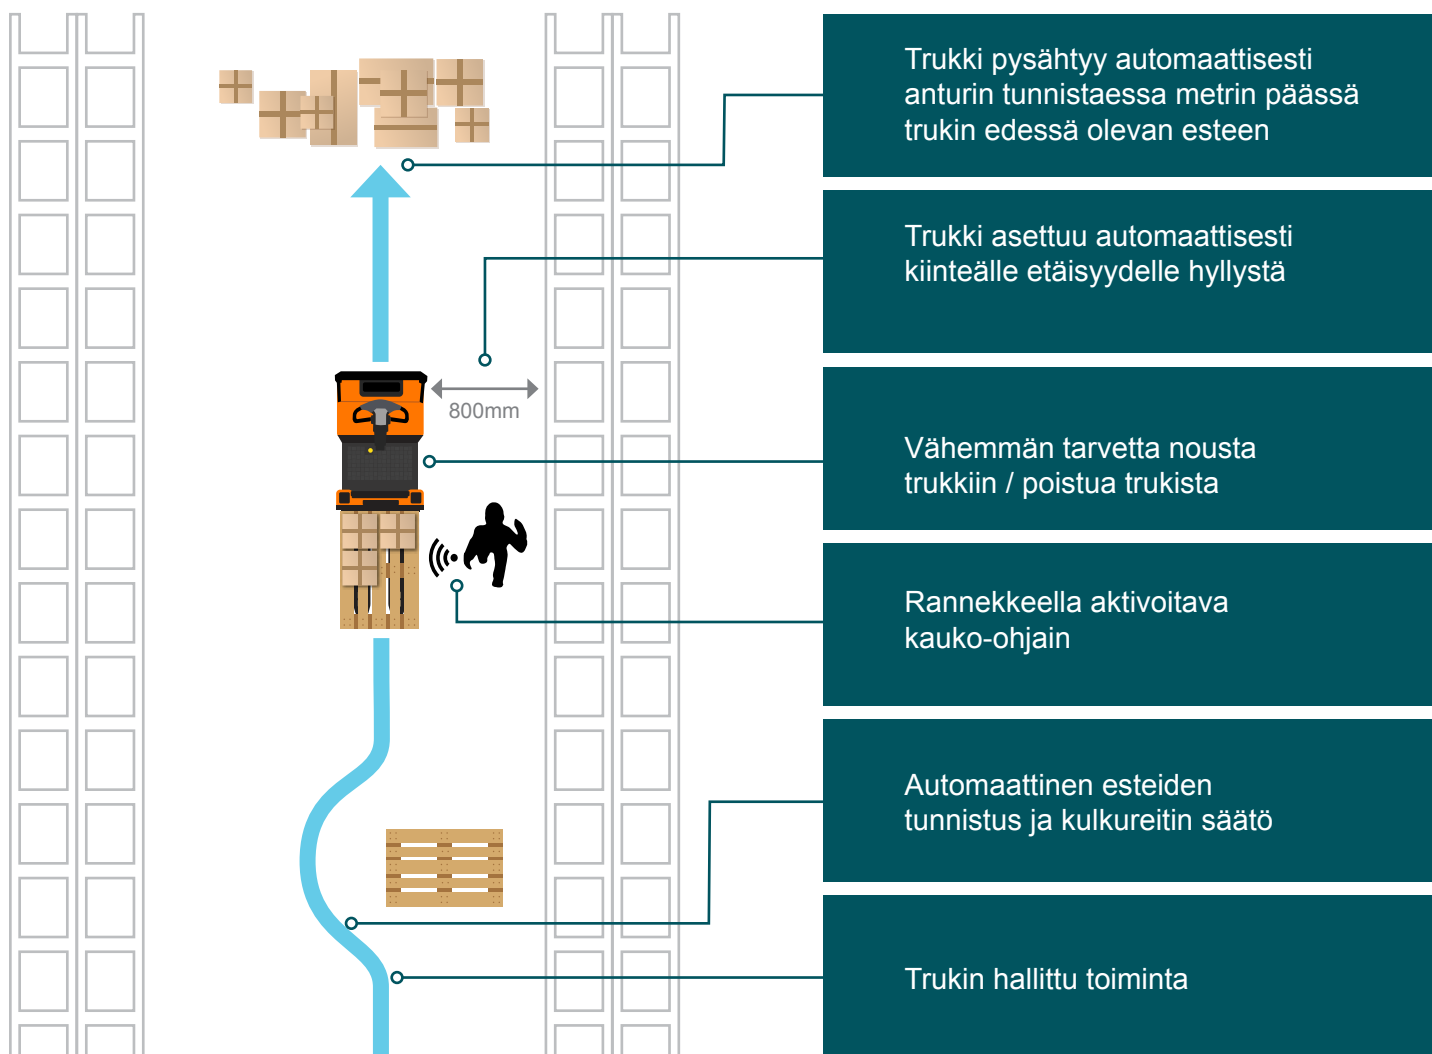 Trukki pysähtyy automaattisesti
anturin tunnistaessa metrin päässä
trukin edessä olevan esteen
Trukki asettuu automaattisesti
kiinteälle etäisyydelle hyllystä
800mm
Vähemmän tarvetta nousta
trukkiin / poistua trukista
Rannekkeella aktivoitava
kauko-ohjain
Automaattinen esteiden
tunnistus ja kulkureitin säätö
Trukin hallittu toiminta